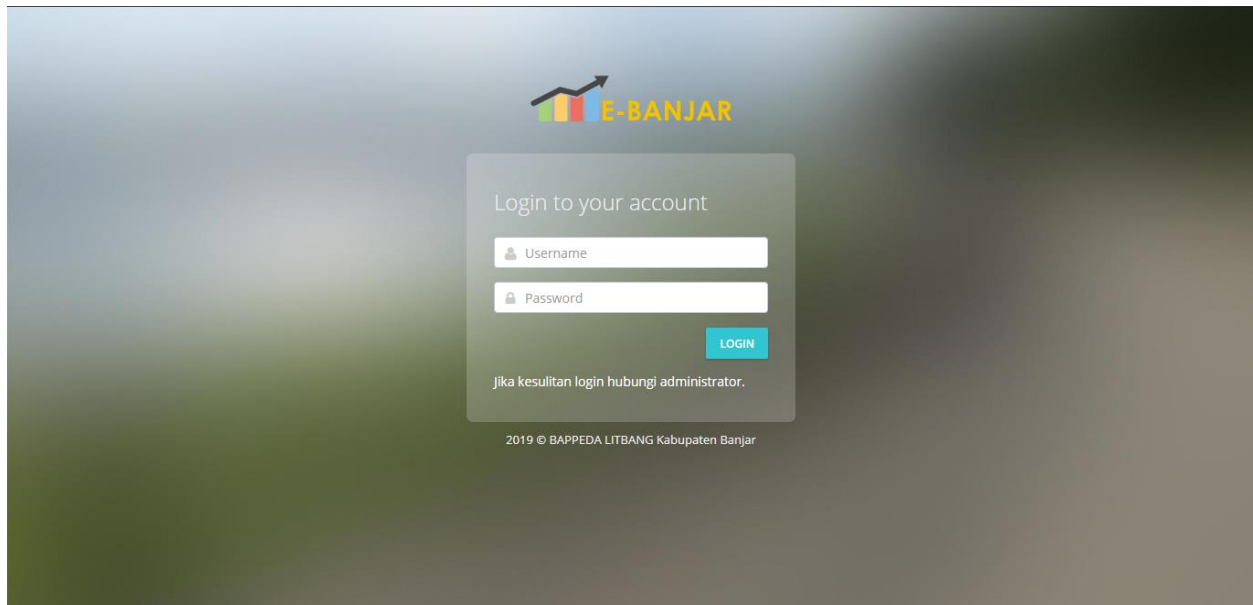 E-BANJAR
Login to your account
Username
Password
LOGIN
Jika kesulitan login hubungi administrator.
2019 © BAPPEDA LITBANG Kabupaten Banjar